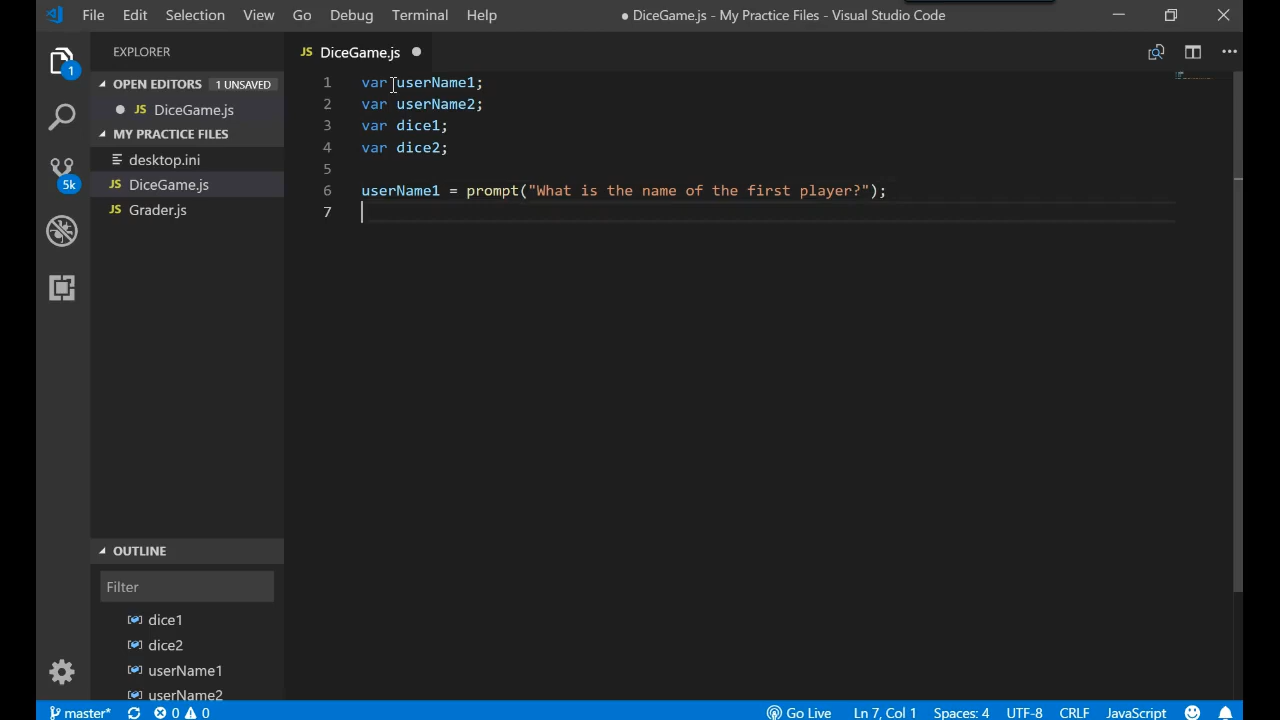 File Edit Selection View Go Debug Terminal Help
● DiceGame.js - My Practice Files - Visual Studio Code
EXPLORER
OPEN EDITORS 1 UNSAVED
JS DiceGame.js
MY PRACTICE FILES
desktop.ini
JS DiceGame.js
JS Grader.js
1
5k
JS DiceGame.js
1 var userName1;
2 var userName2;
3 var dice1;
4 var dice2;
5
6 userName1 = prompt("What is the name of the first player?");
7
OUTLINE
Filter
dice1
dice2
userName1
userName2
master* 0 0
Go Live Ln 7, Col 1 Spaces: 4 UTF-8 CRLF JavaScript